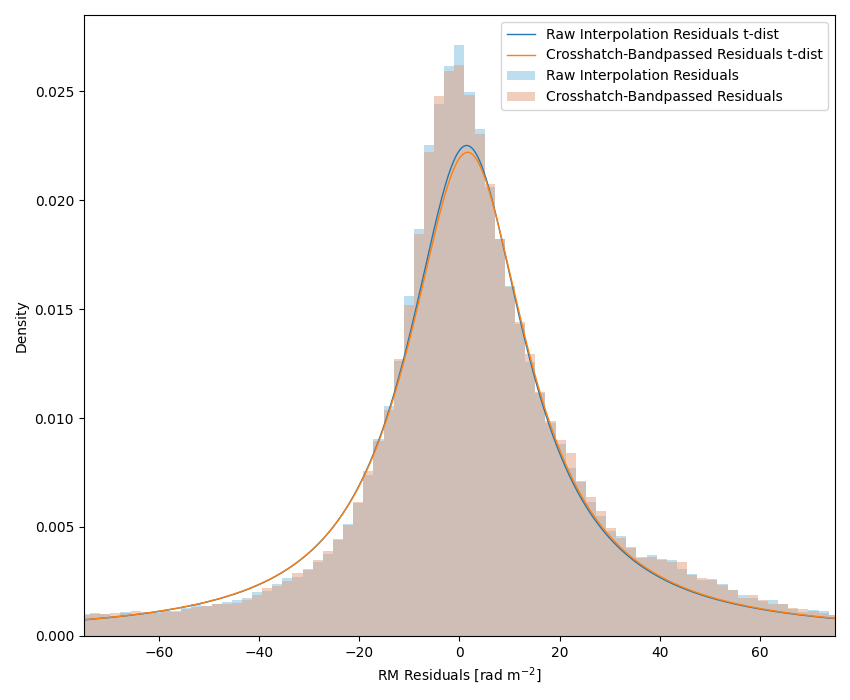 Raw Interpolation Residuals t-dist
Crosshatch-Bandpassed Residuals t-dist
Raw Interpolation Residuals
Crosshatch-Bandpassed Residuals
0.025
0.020
0.015
0.010
0.005
0.000
Density
−60 −40 −20 0 20 40 60
RM Residuals [rad m⁻²]